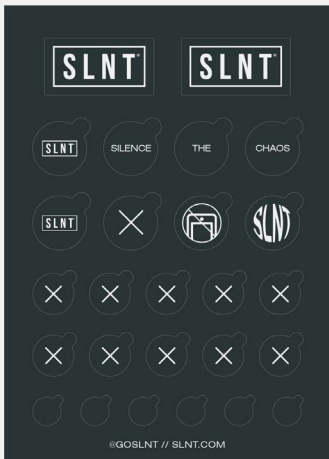 SLNT® SLNT®
SLNT SILENCE THE CHAOS
SLNT SLNT
@GOSLNT // SLNT.COM